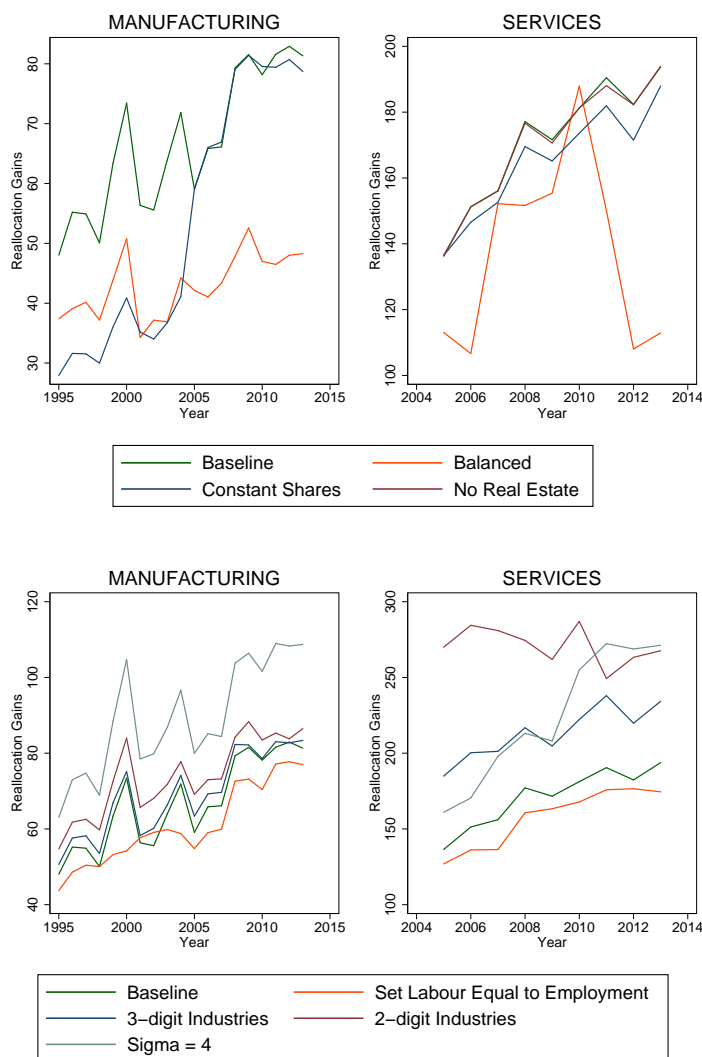 MANUFACTURING
Reallocation Gains
30 40 50 60 70 80
1995 2000 2005 2010 2015
Year
SERVICES
Reallocation Gains
100 120 140 160 180 200
2004 2006 2008 2010 2012 2014
Year
Baseline Balanced
Constant Shares No Real Estate
MANUFACTURING
Reallocation Gains
40 60 80 100 120
1995 2000 2005 2010 2015
Year
SERVICES
Reallocation Gains
100 150 200 250 300
2004 2006 2008 2010 2012 2014
Year
Baseline Set Labour Equal to Employment
3−digit Industries 2−digit Industries
Sigma = 4